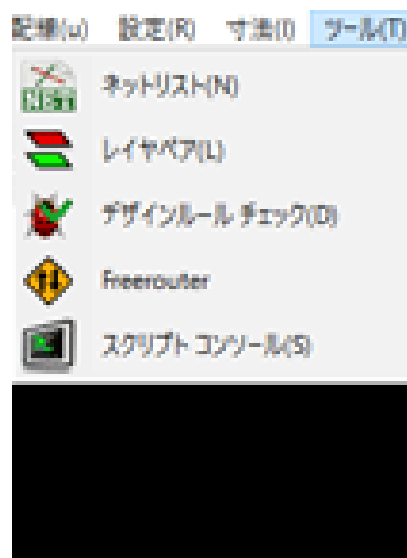 配線(u) 設定(R) 寸法(I) ツール(T)
NET ネットリスト(N)
レイヤペア(L)
デザインルール チェック(D)
Freerouter
スクリプト コンソール(S)